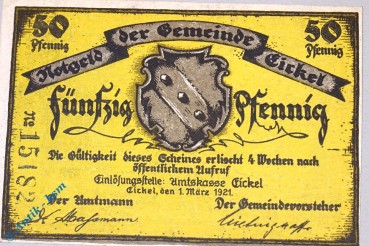 50 Pfennig
50 Pfennig
Notgeld der Gemeinde Eickel
fünfzig Pfennig
No
Die Gültigkeit dieses Scheines erlischt 4 Wochen nach
öffentlichem Aufruf
Einlösungsstelle: Amtskasse Eickel
Eickel, den 1. März 1921.
Der Amtmann
Der Gemeindevorsteher